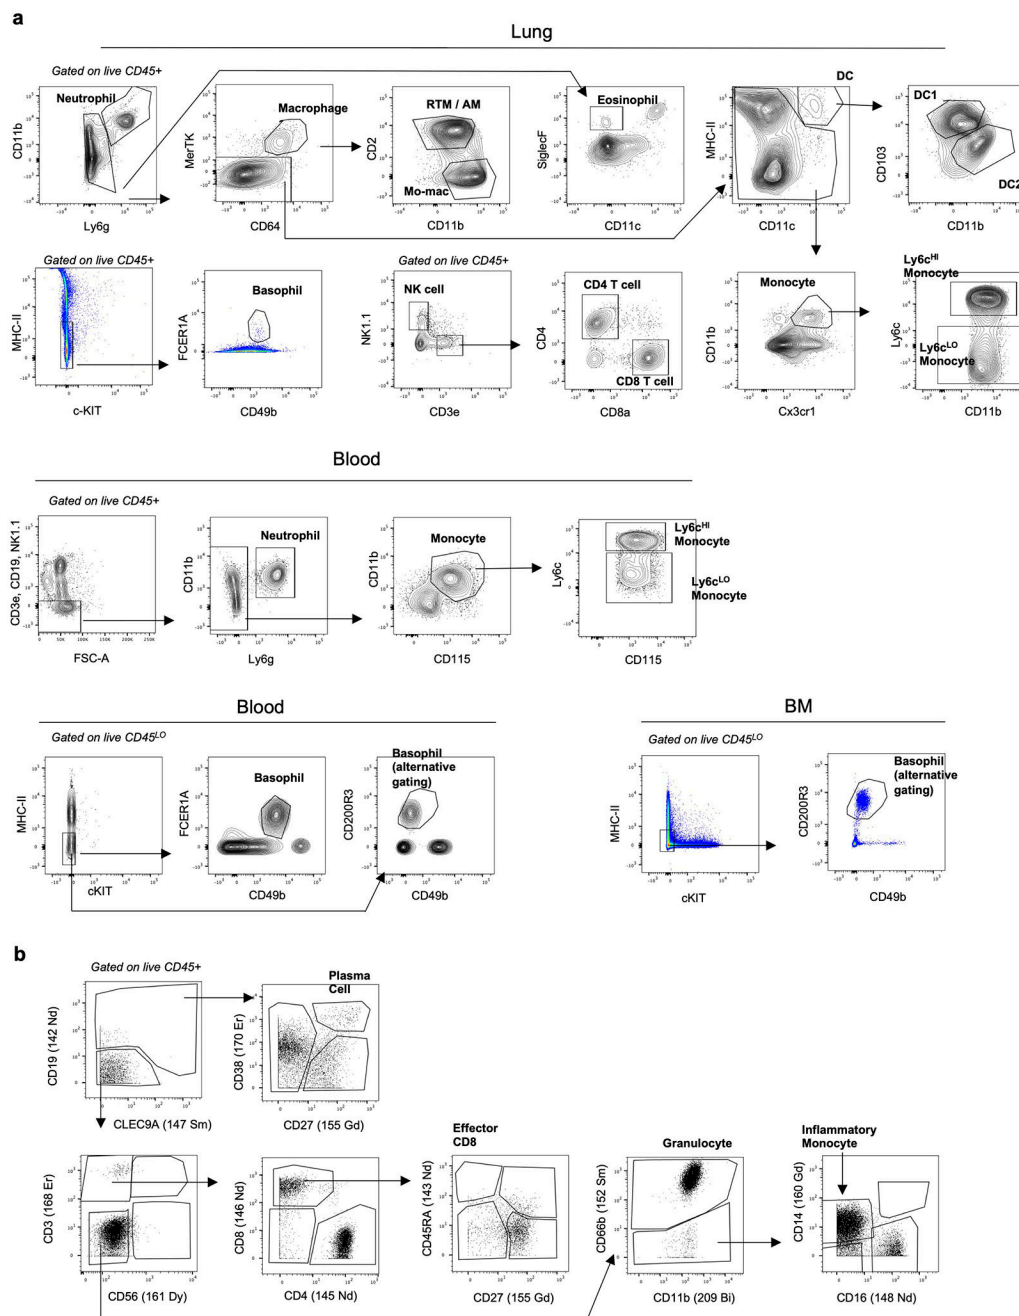 a
Lung
Gated on live CD45+
Neutrophil
CD11b
Ly6g
Macrophage
MerTK
CD64
RTM / AM
Mo-mac
CD2
CD11b
Eosinophil
SiglecF
CD11c
DC
MHC-II
CD11c
DC1
DC2
CD103
CD11b
MHC-II
c-KIT
Basophil
FCER1A
CD49b
Gated on live CD45+
NK cell
NK1.1
CD3e
CD4 T cell
CD8 T cell
CD4
CD8a
Monocyte
CD11b
Cx3cr1
Ly6cHI
Monocyte
Ly6cLO
Monocyte
Ly6c
CD11b
Blood
Gated on live CD45+
CD3e, CD19, NK1.1
0 50K 100K 150K 200K 250K
FSC-A
Neutrophil
CD11b
Ly6g
Monocyte
CD11b
CD115
Ly6cHI
Monocyte
Ly6cLO
Monocyte
Ly6c
CD115
Blood
Gated on live CD45LO
MHC-II
cKIT
Basophil
FCER1A
CD49b
Basophil
(alternative
gating)
CD200R3
CD49b
BM
Gated on live CD45LO
MHC-II
cKIT
Basophil
(alternative
gating)
CD200R3
CD49b
b
Gated on live CD45+
CD19 (142 Nd)
CLEC9A (147 Sm)
Plasma
Cell
CD38 (170 Er)
CD27 (155 Gd)
CD3 (168 Er)
CD56 (161 Dy)
CD8 (146 Nd)
CD4 (145 Nd)
Effector
CD8
CD45RA (143 Nd)
CD27 (155 Gd)
Granulocyte
CD66b (152 Sm)
CD11b (209 Bi)
Inflammatory
Monocyte
CD14 (160 Gd)
CD16 (148 Nd)